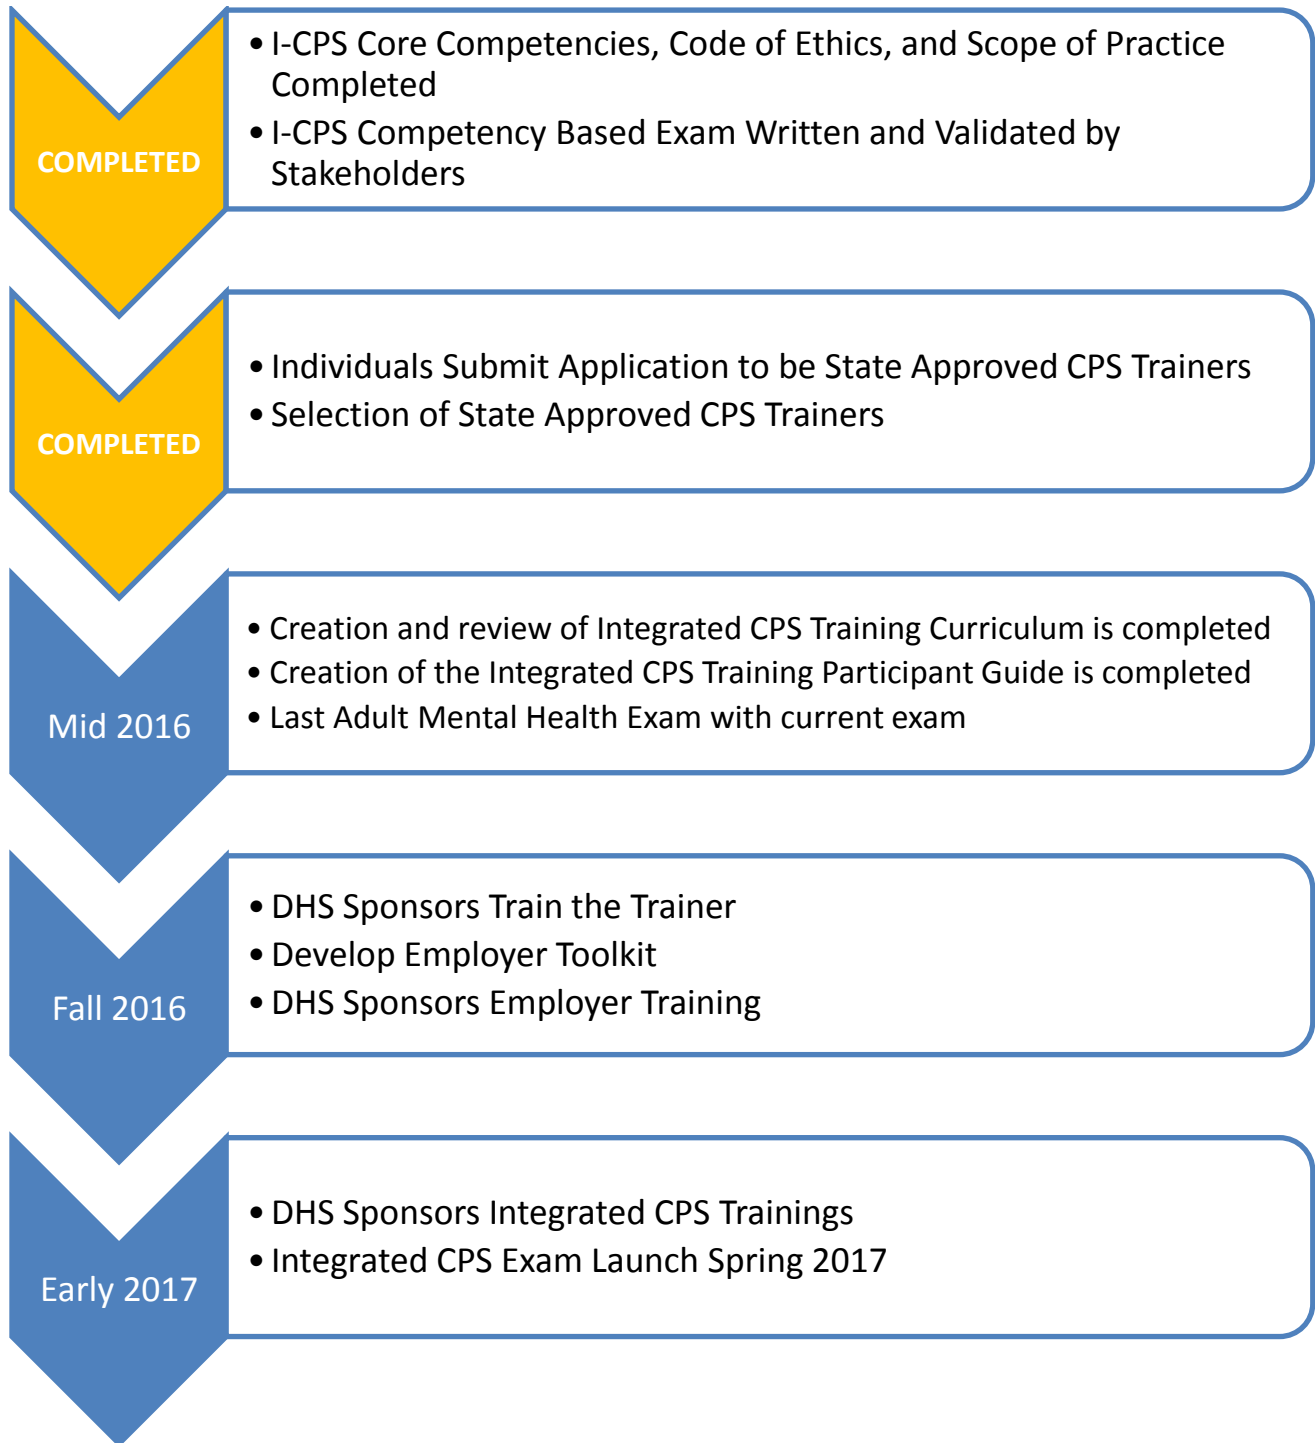 COMPLETED
• I-CPS Core Competencies, Code of Ethics, and Scope of Practice
Completed
• I-CPS Competency Based Exam Written and Validated by
Stakeholders
COMPLETED
• Individuals Submit Application to be State Approved CPS Trainers
• Selection of State Approved CPS Trainers
Mid 2016
• Creation and review of Integrated CPS Training Curriculum is completed
• Creation of the Integrated CPS Training Participant Guide is completed
• Last Adult Mental Health Exam with current exam
Fall 2016
• DHS Sponsors Train the Trainer
• Develop Employer Toolkit
• DHS Sponsors Employer Training
Early 2017
• DHS Sponsors Integrated CPS Trainings
• Integrated CPS Exam Launch Spring 2017